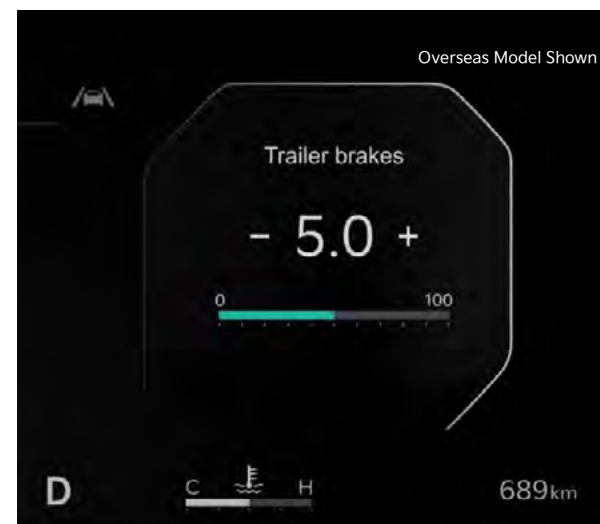 Overseas Model Shown
Trailer brakes
- 5.0 +
0 100
C H
D
689km